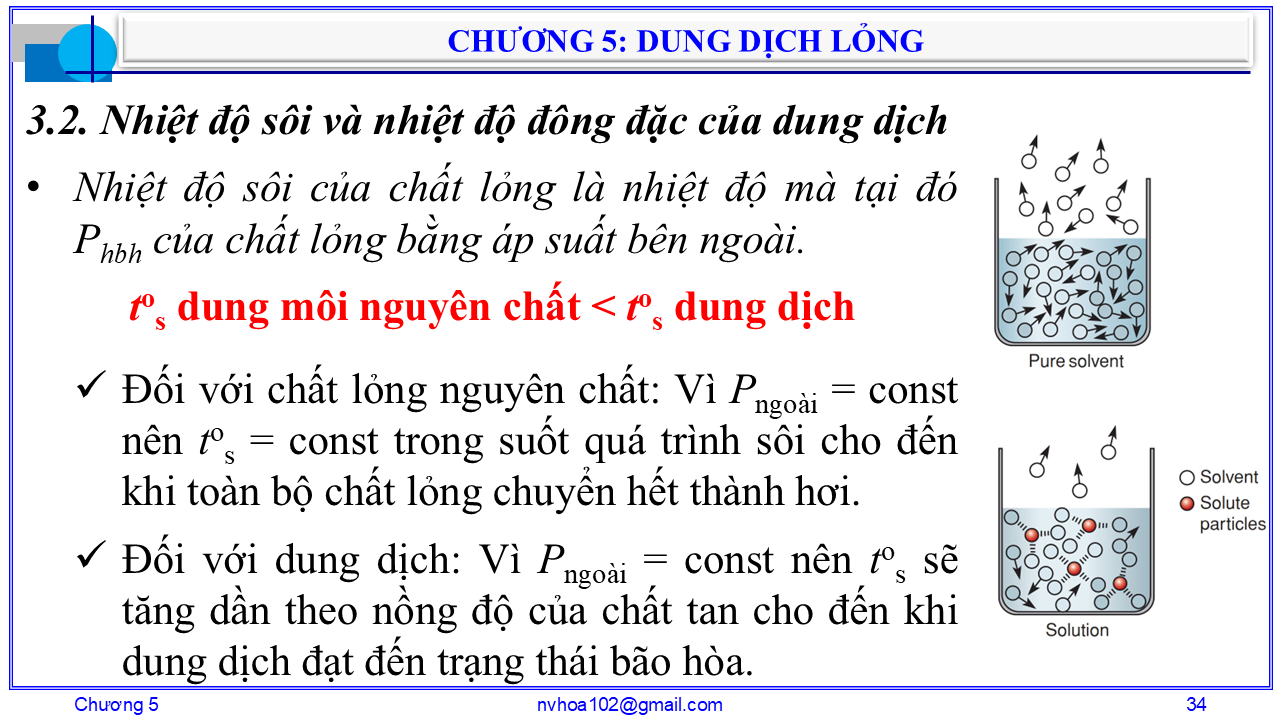 CHƯƠNG 5: DUNG DỊCH LỎNG
3.2. Nhiệt độ sôi và nhiệt độ đông đặc của dung dịch
• Nhiệt độ sôi của chất lỏng là nhiệt độ mà tại đó
Phbh của chất lỏng bằng áp suất bên ngoài.
tos dung môi nguyên chất < tos dung dịch
✓ Đối với chất lỏng nguyên chất: Vì Pngoài = const
nên tos = const trong suốt quá trình sôi cho đến
khi toàn bộ chất lỏng chuyển hết thành hơi.
✓ Đối với dung dịch: Vì Pngoài = const nên tos sẽ
tăng dần theo nồng độ của chất tan cho đến khi
dung dịch đạt đến trạng thái bão hòa.
Pure solvent
Solvent
Solute
particles
Solution
Chương 5
nvhoa102@gmail.com
34